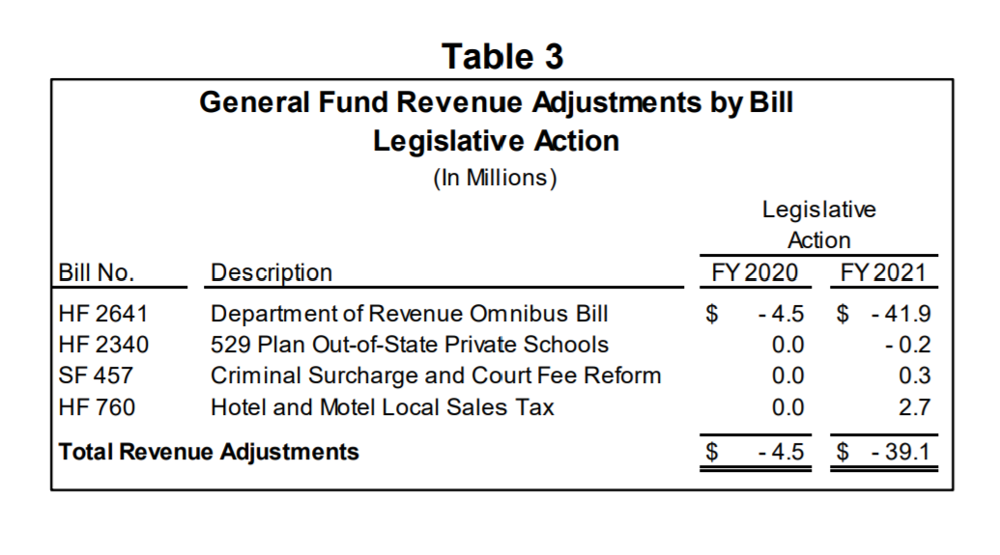 Table 3
General Fund Revenue Adjustments by Bill
Legislative Action
(In Millions)
Legislative
Action
Bill No. Description FY 2020 FY 2021
HF 2641 Department of Revenue Omnibus Bill $ - 4.5 $ - 41.9
HF 2340 529 Plan Out-of-State Private Schools 0.0 - 0.2
SF 457 Criminal Surcharge and Court Fee Reform 0.0 0.3
HF 760 Hotel and Motel Local Sales Tax 0.0 2.7
Total Revenue Adjustments $ - 4.5 $ - 39.1